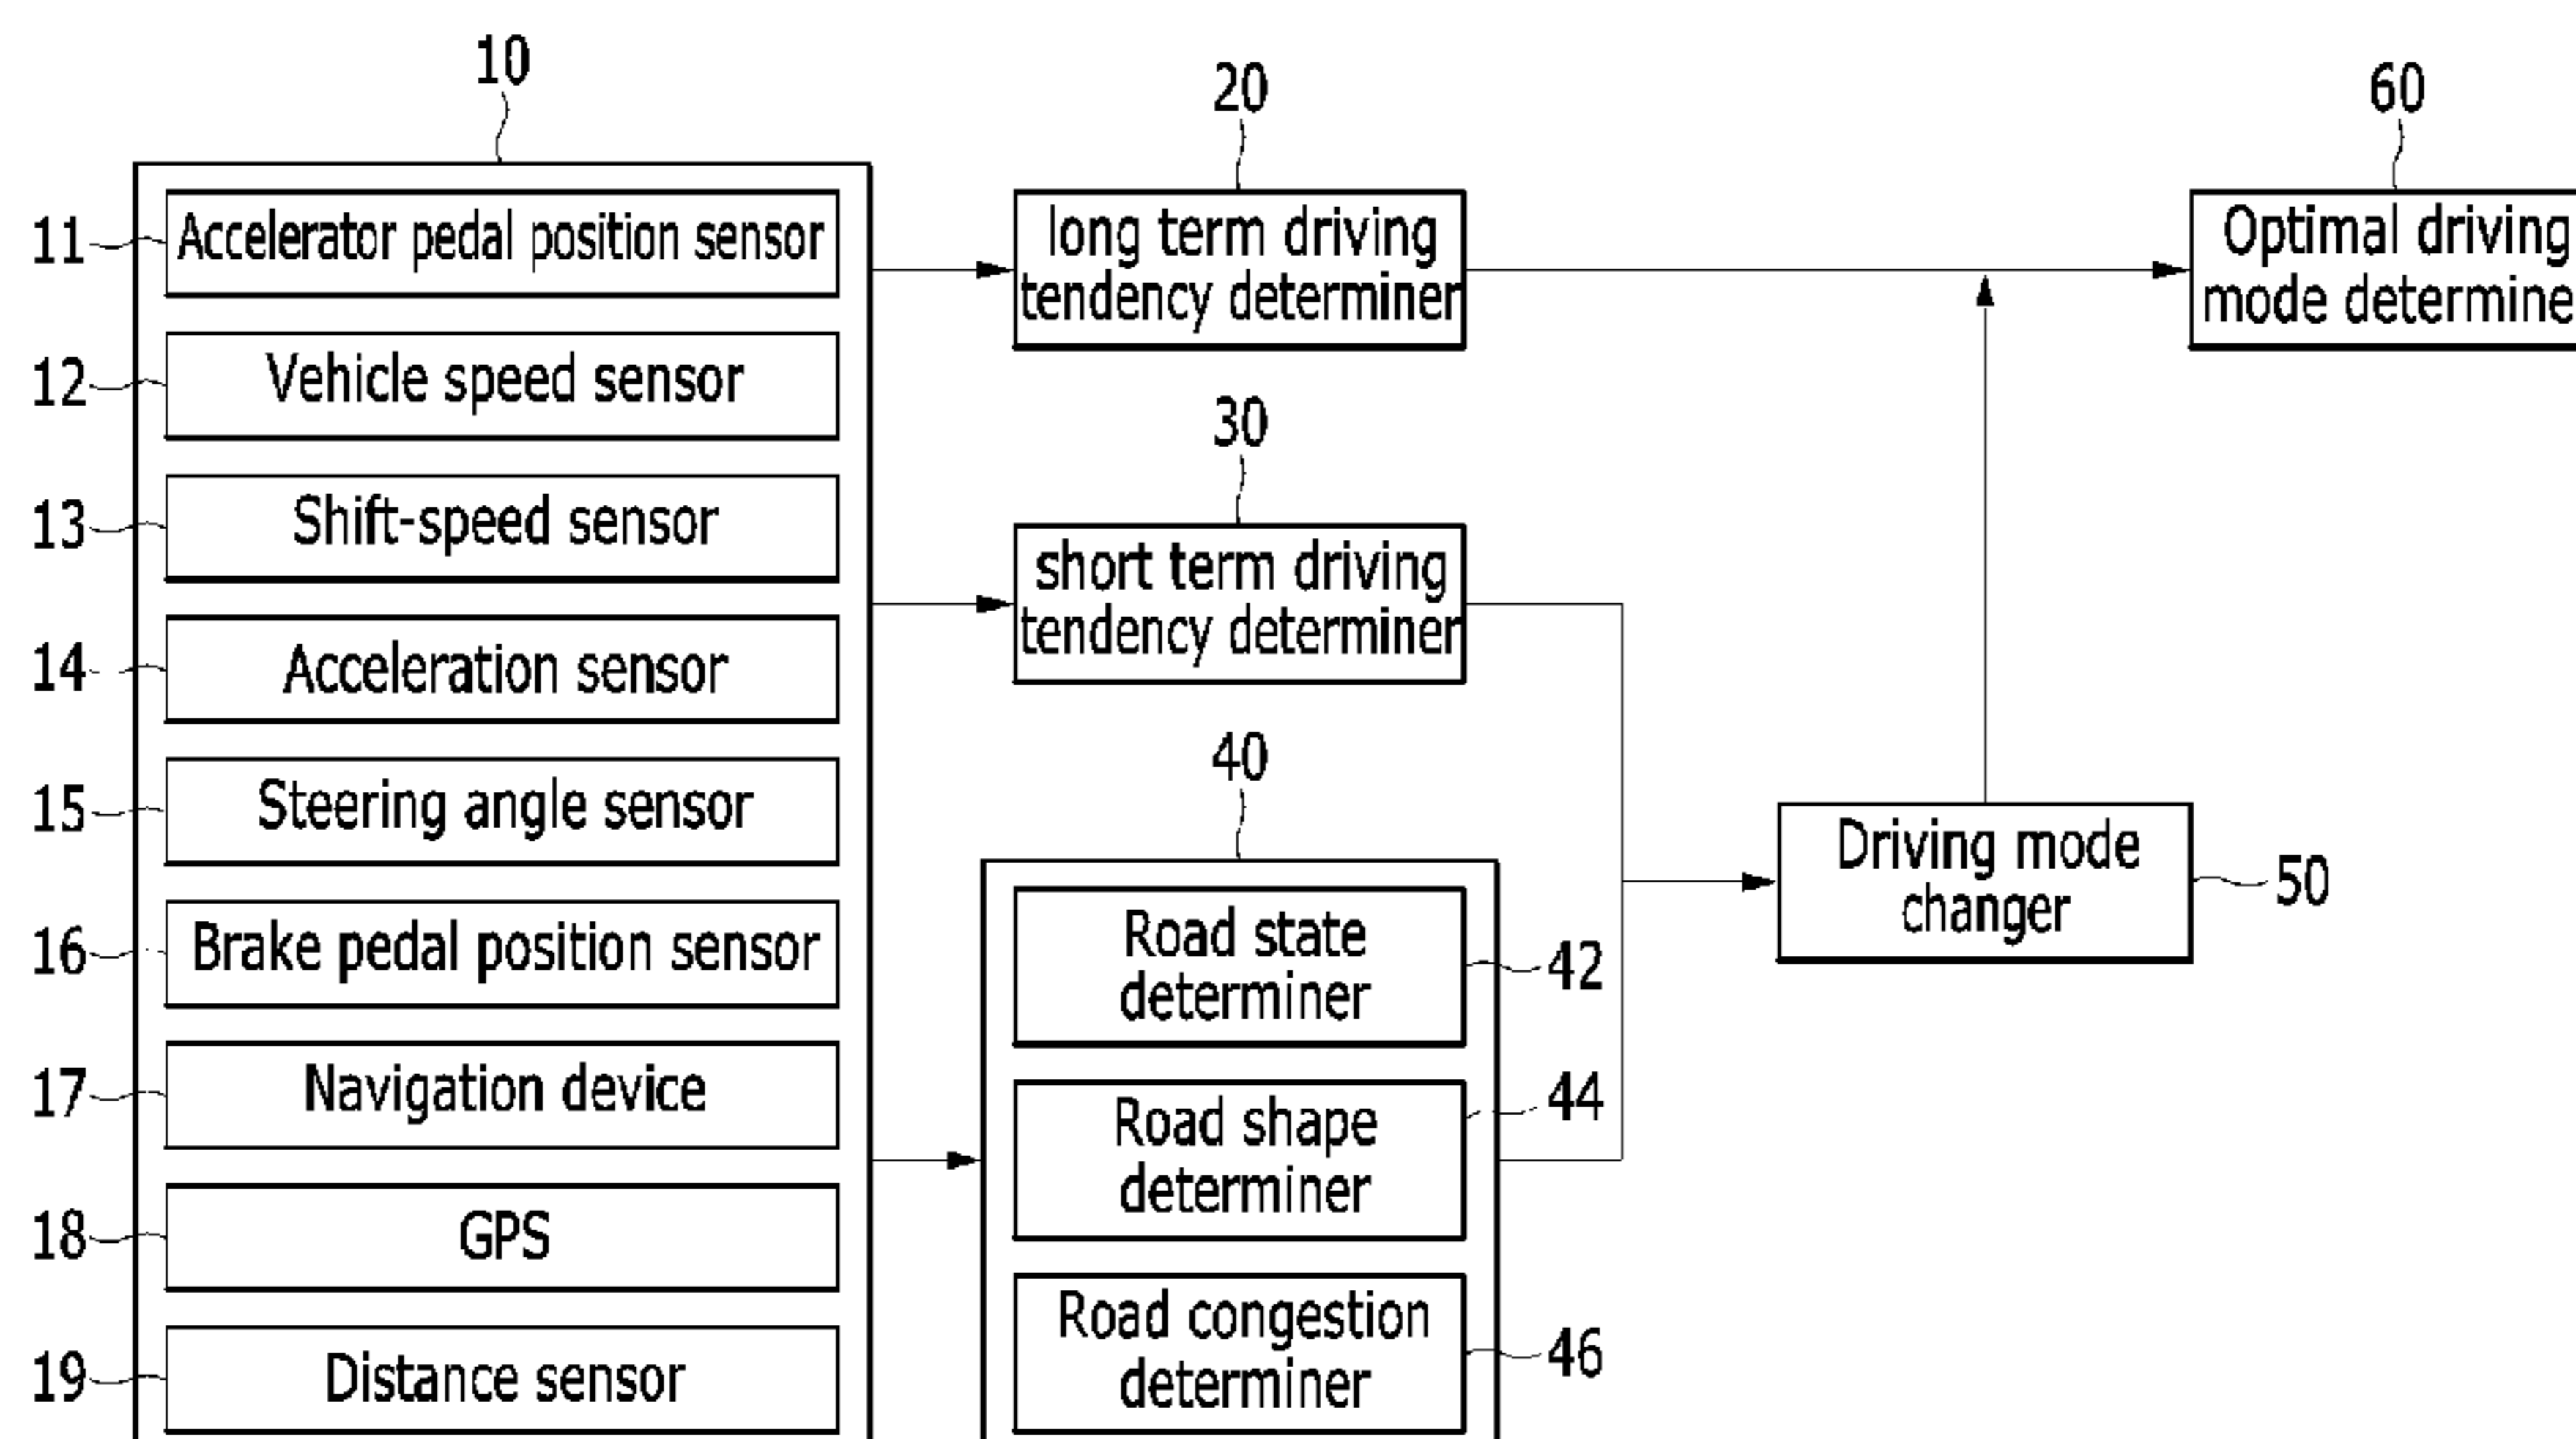 10
11
Accelerator pedal position sensor
12
Vehicle speed sensor
13
Shift-speed sensor
14
Acceleration sensor
15
Steering angle sensor
16
Brake pedal position sensor
17
Navigation device
18
GPS
19
Distance sensor
20
long term driving
tendency determiner
30
short term driving
tendency determiner
40
Road state
determiner
42
Road shape
determiner
44
Road congestion
determiner
46
Driving mode
changer
50
60
Optimal driving
mode determine